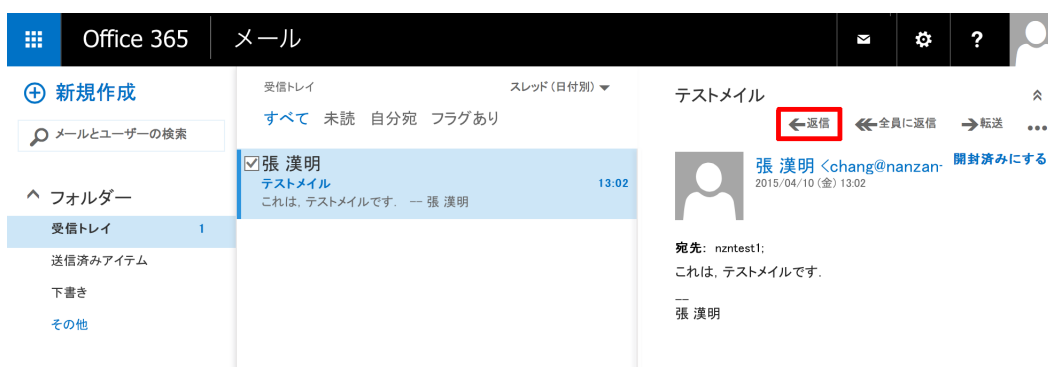 Office 365 メール ?
新規作成
メールとユーザーの検索
フォルダー
受信トレイ 1
送信済みアイテム
下書き
その他
受信トレイ スレッド(日付別)
すべて 未読 自分宛 フラグあり
張 漢明
テストメイル 13:02
これは, テストメイルです. -- 張 漢明
テストメイル
返信 全員に返信 転送 ...
張 漢明 <chang@nanzan- 開封済みにする
2015/04/10 (金) 13:02
宛先: nzntest1;
これは, テストメイルです.
--
張 漢明